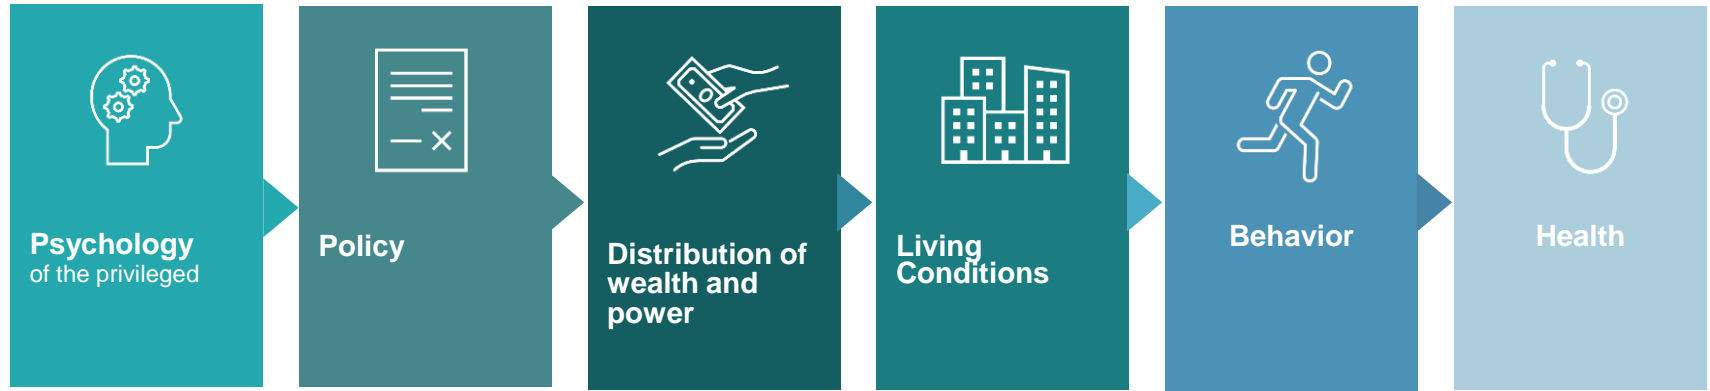 Psychology
of the privileged
Policy
Distribution of
wealth and
power
Living
Conditions
Behavior
Health